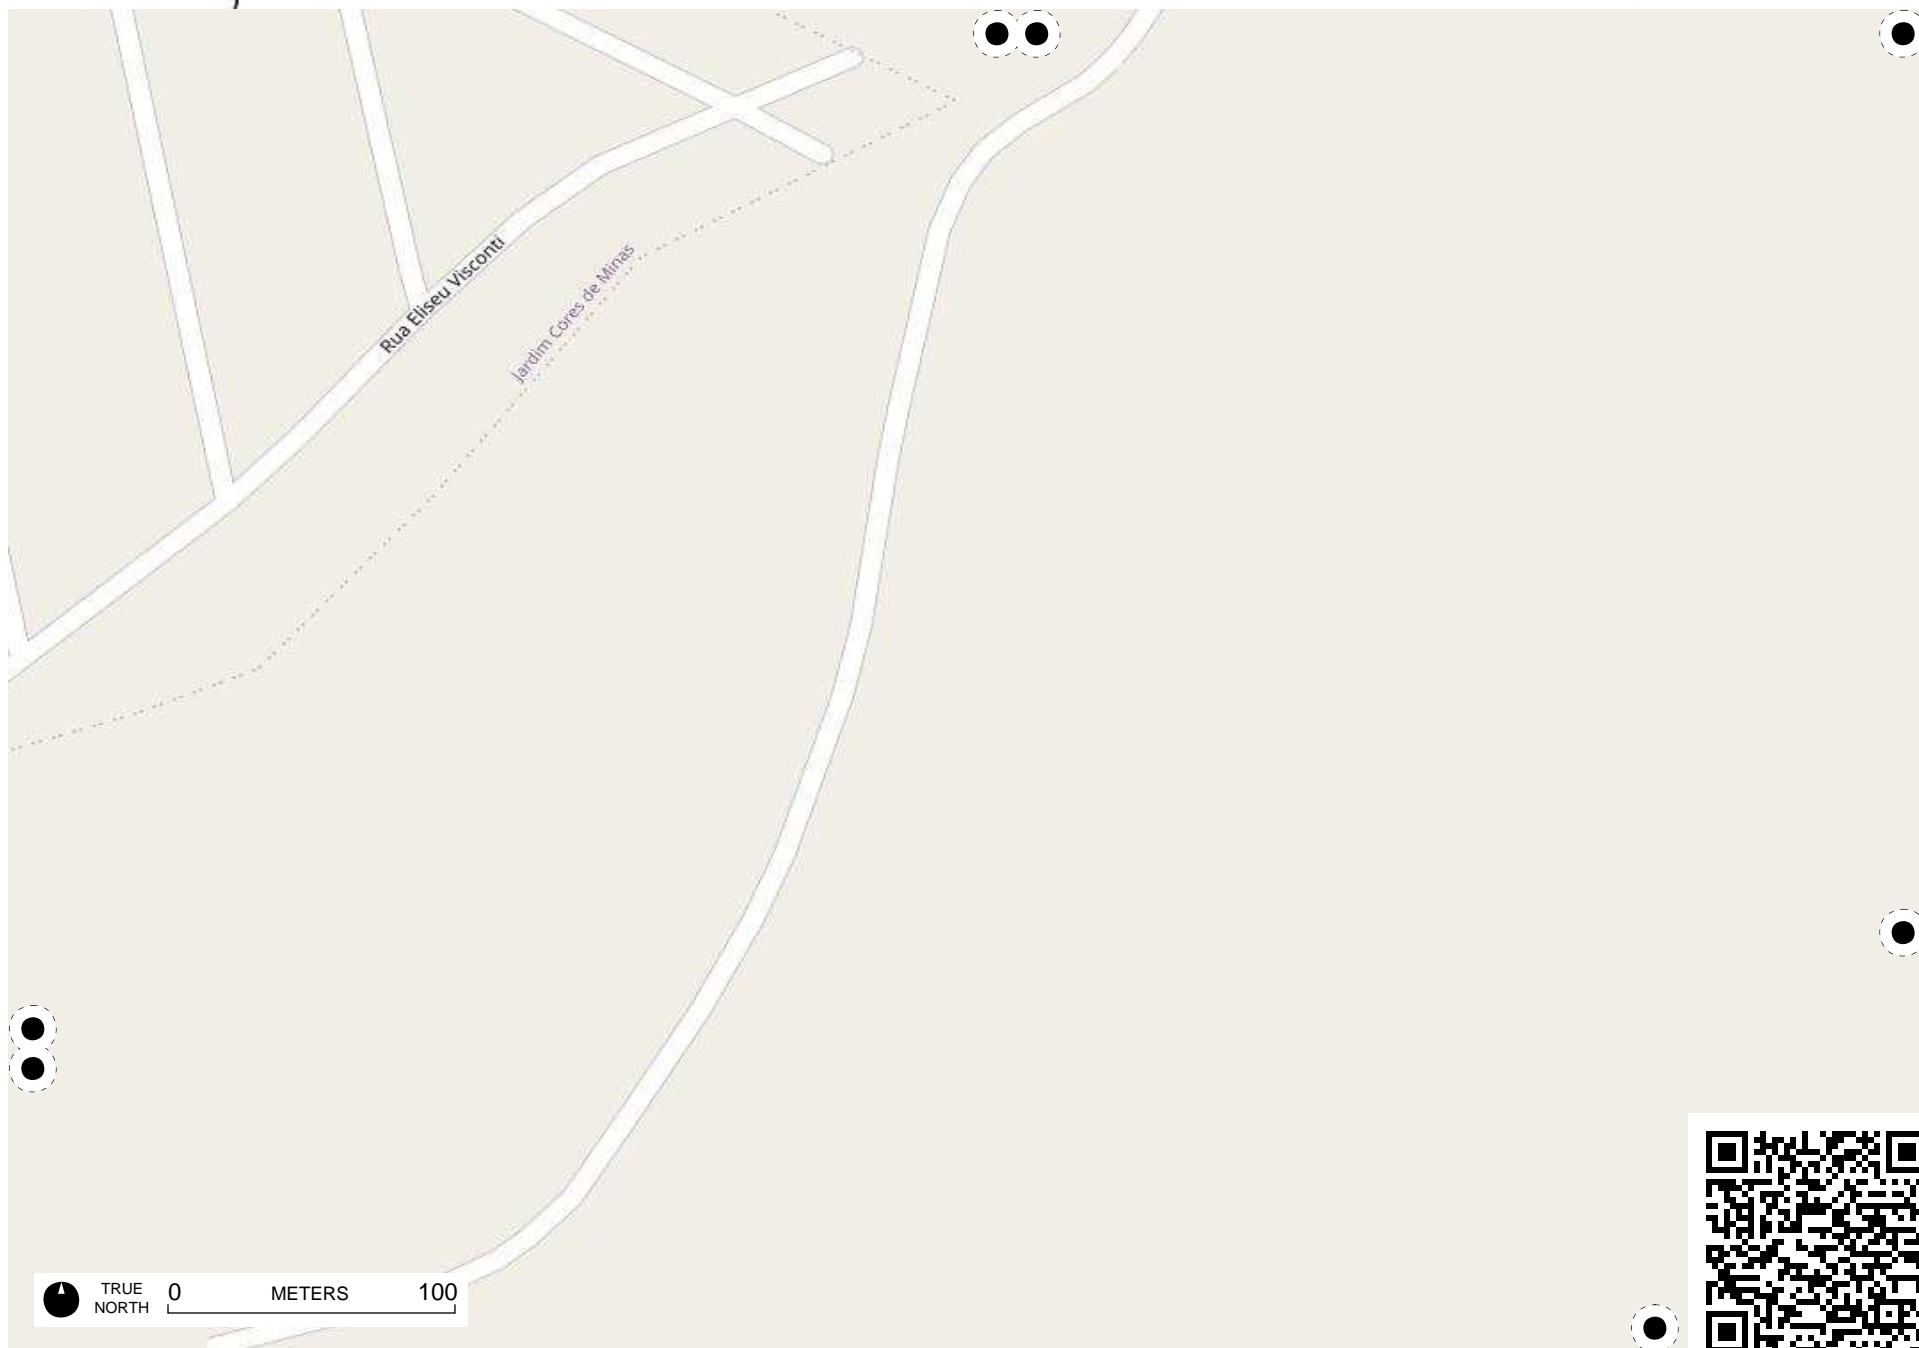 Rua Eliseu Visconti
Jardim Cores de Minas
TRUE NORTH
0 METERS 100